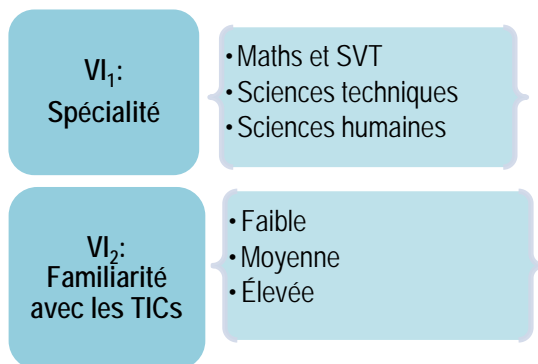 VI₁:
Spécialité
• Maths et SVT
• Sciences techniques
• Sciences humaines
VI₂:
Familiarité
avec les TICs
• Faible
• Moyenne
• Élevée